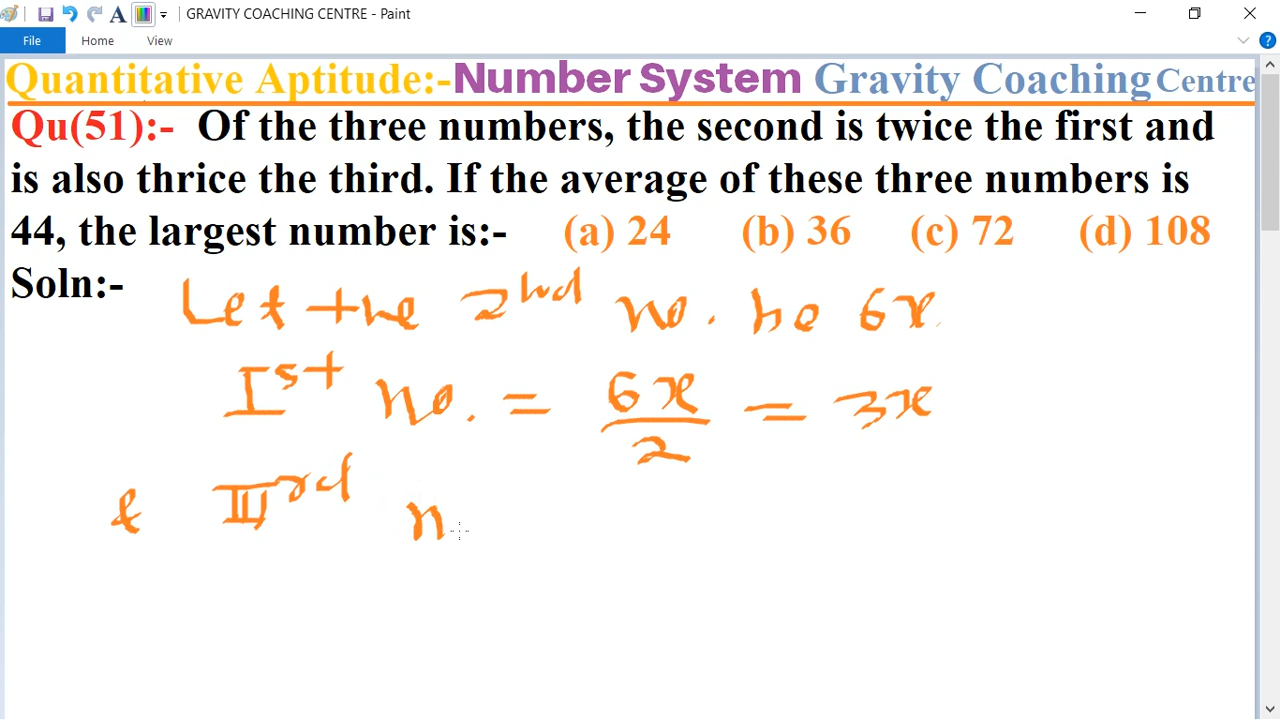 GRAVITY COACHING CENTRE - Paint
File Home View
Quantitative Aptitude:-Number System Gravity Coaching Centre
Qu(51):- Of the three numbers, the second is twice the first and
is also thrice the third. If the average of these three numbers is
44, the largest number is:- (a) 24 (b) 36 (c) 72 (d) 108
Soln:- Let the 2nd no. be 6x
Ist no. = 6x/2 = 3x
& IIIrd n